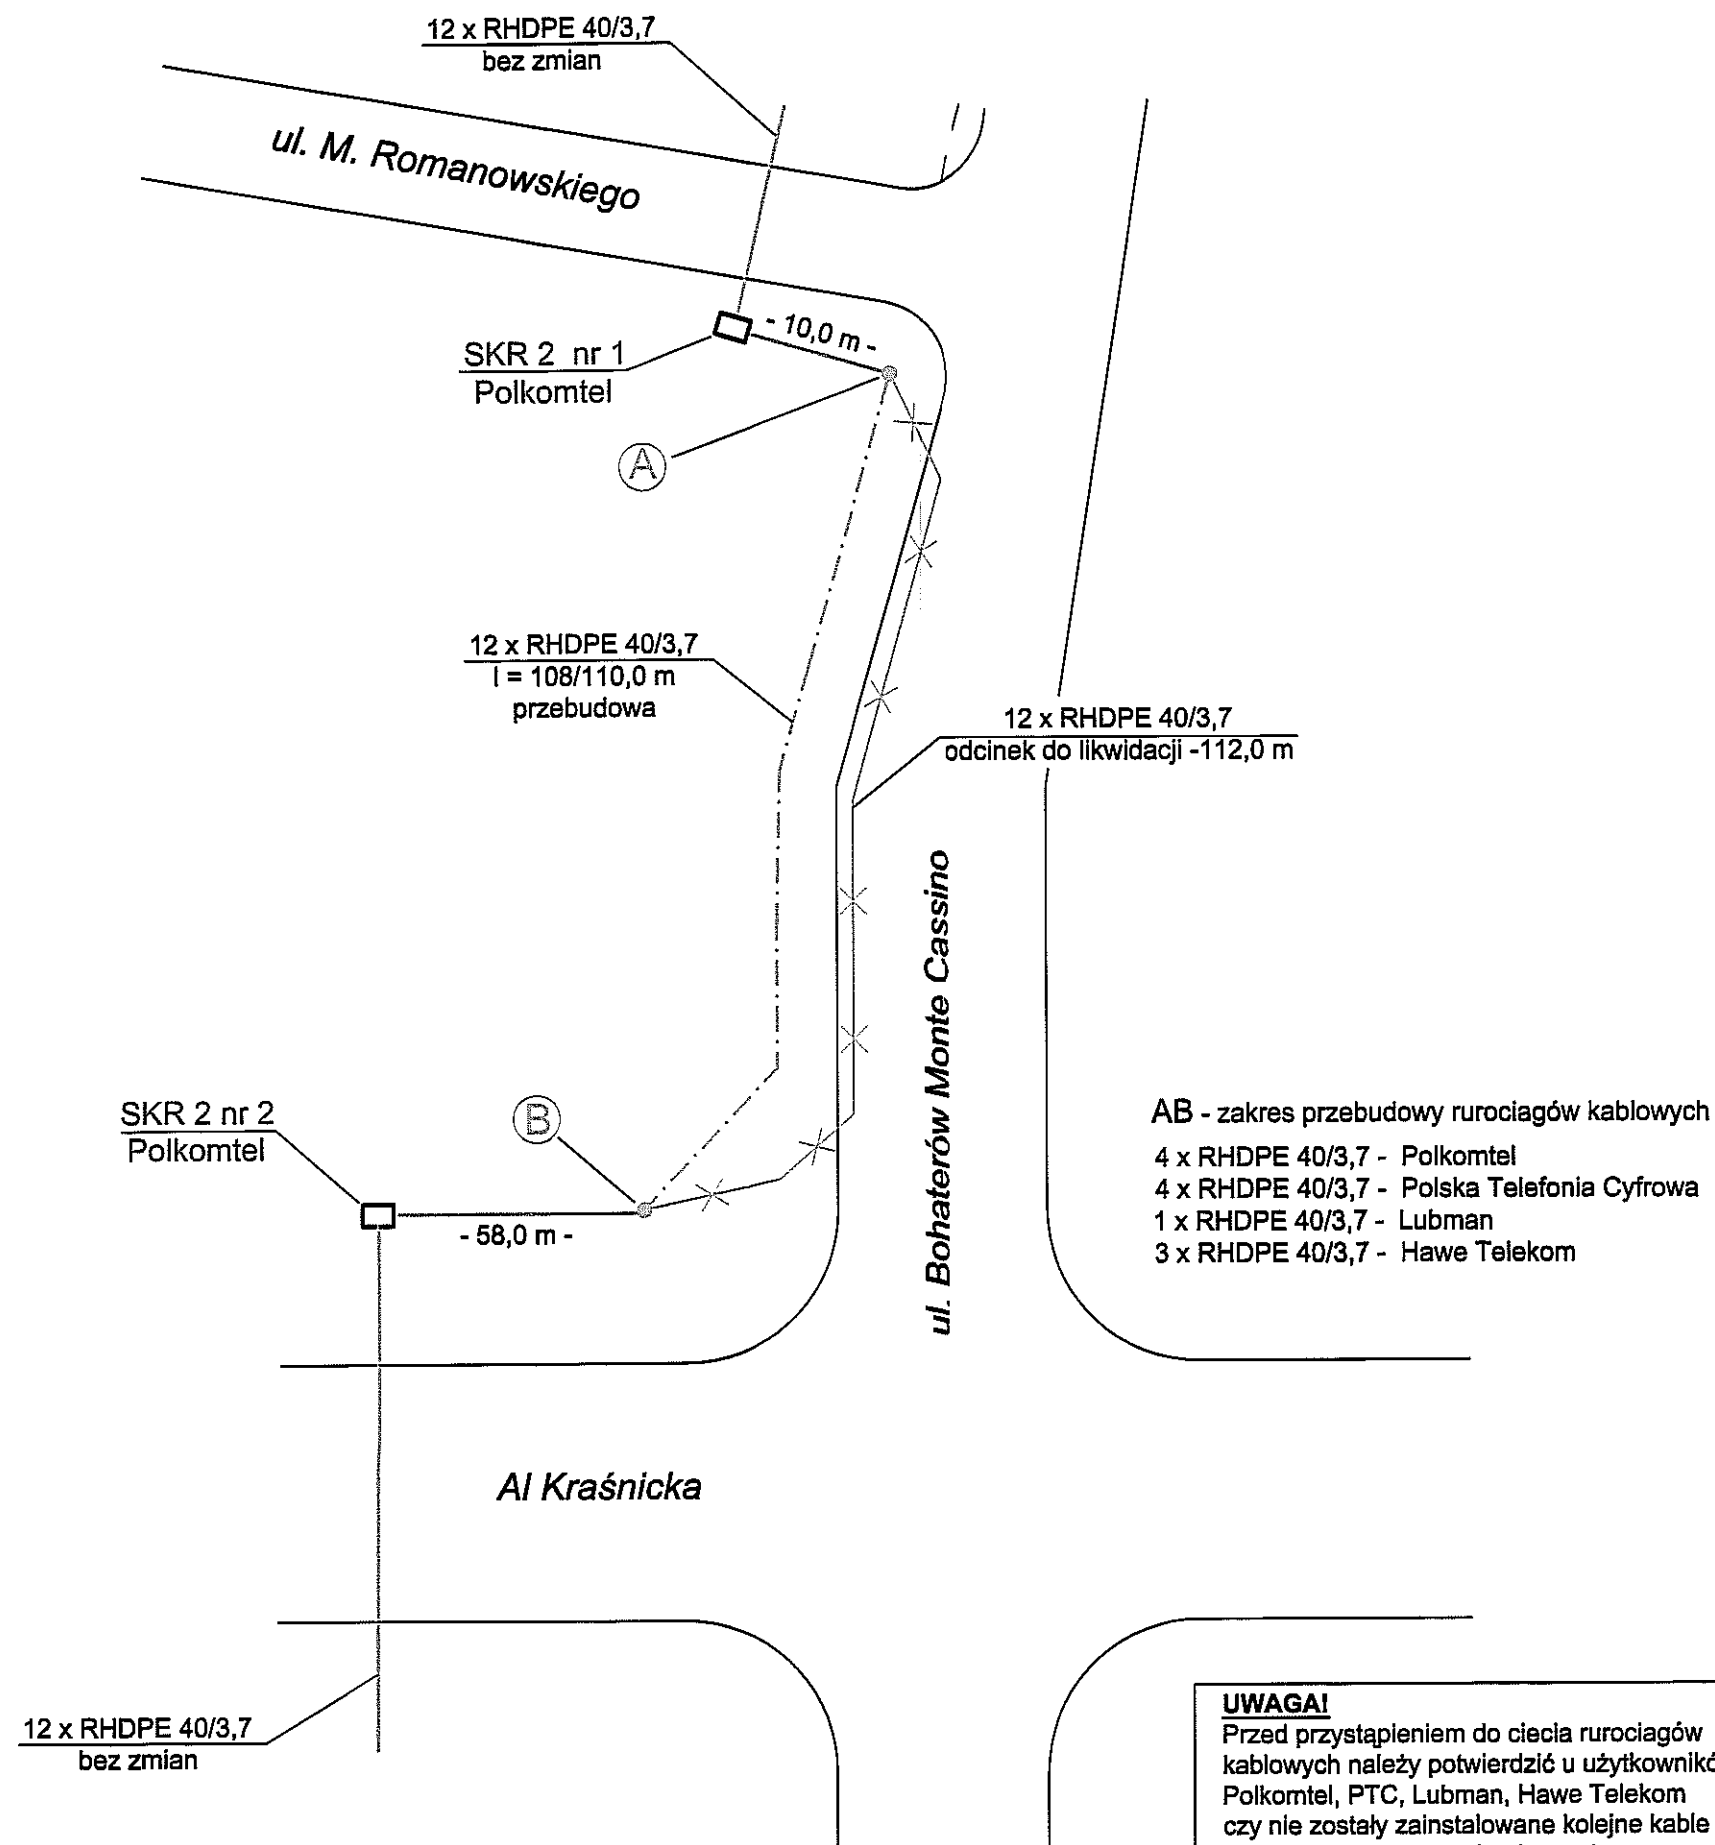 12 x RHDPE 40/3,7
bez zmian
ul. M. Romanowskiego
- 10,0 m -
SKR 2 nr 1
Polkomtel
A
12 x RHDPE 40/3,7
l = 108/110,0 m
przebudowa
12 x RHDPE 40/3,7
odcinek do likwidacji -112,0 m
ul. Bohaterów Monte Cassino
SKR 2 nr 2
Polkomtel
B
- 58,0 m -
AB - zakres przebudowy rurociagów kablowych
4 x RHDPE 40/3,7 - Polkomtel
4 x RHDPE 40/3,7 - Polska Telefonia Cyfrowa
1 x RHDPE 40/3,7 - Lubman
3 x RHDPE 40/3,7 - Hawe Telekom
Al Kraśnicka
12 x RHDPE 40/3,7
bez zmian
UWAGA!
Przed przystąpieniem do ciecia rurociagów
kablowych należy potwierdzić u
Polkomtel, PTC, Lubman, Hawe Telekom
czy nie zostały zainstalowane kolejne kable